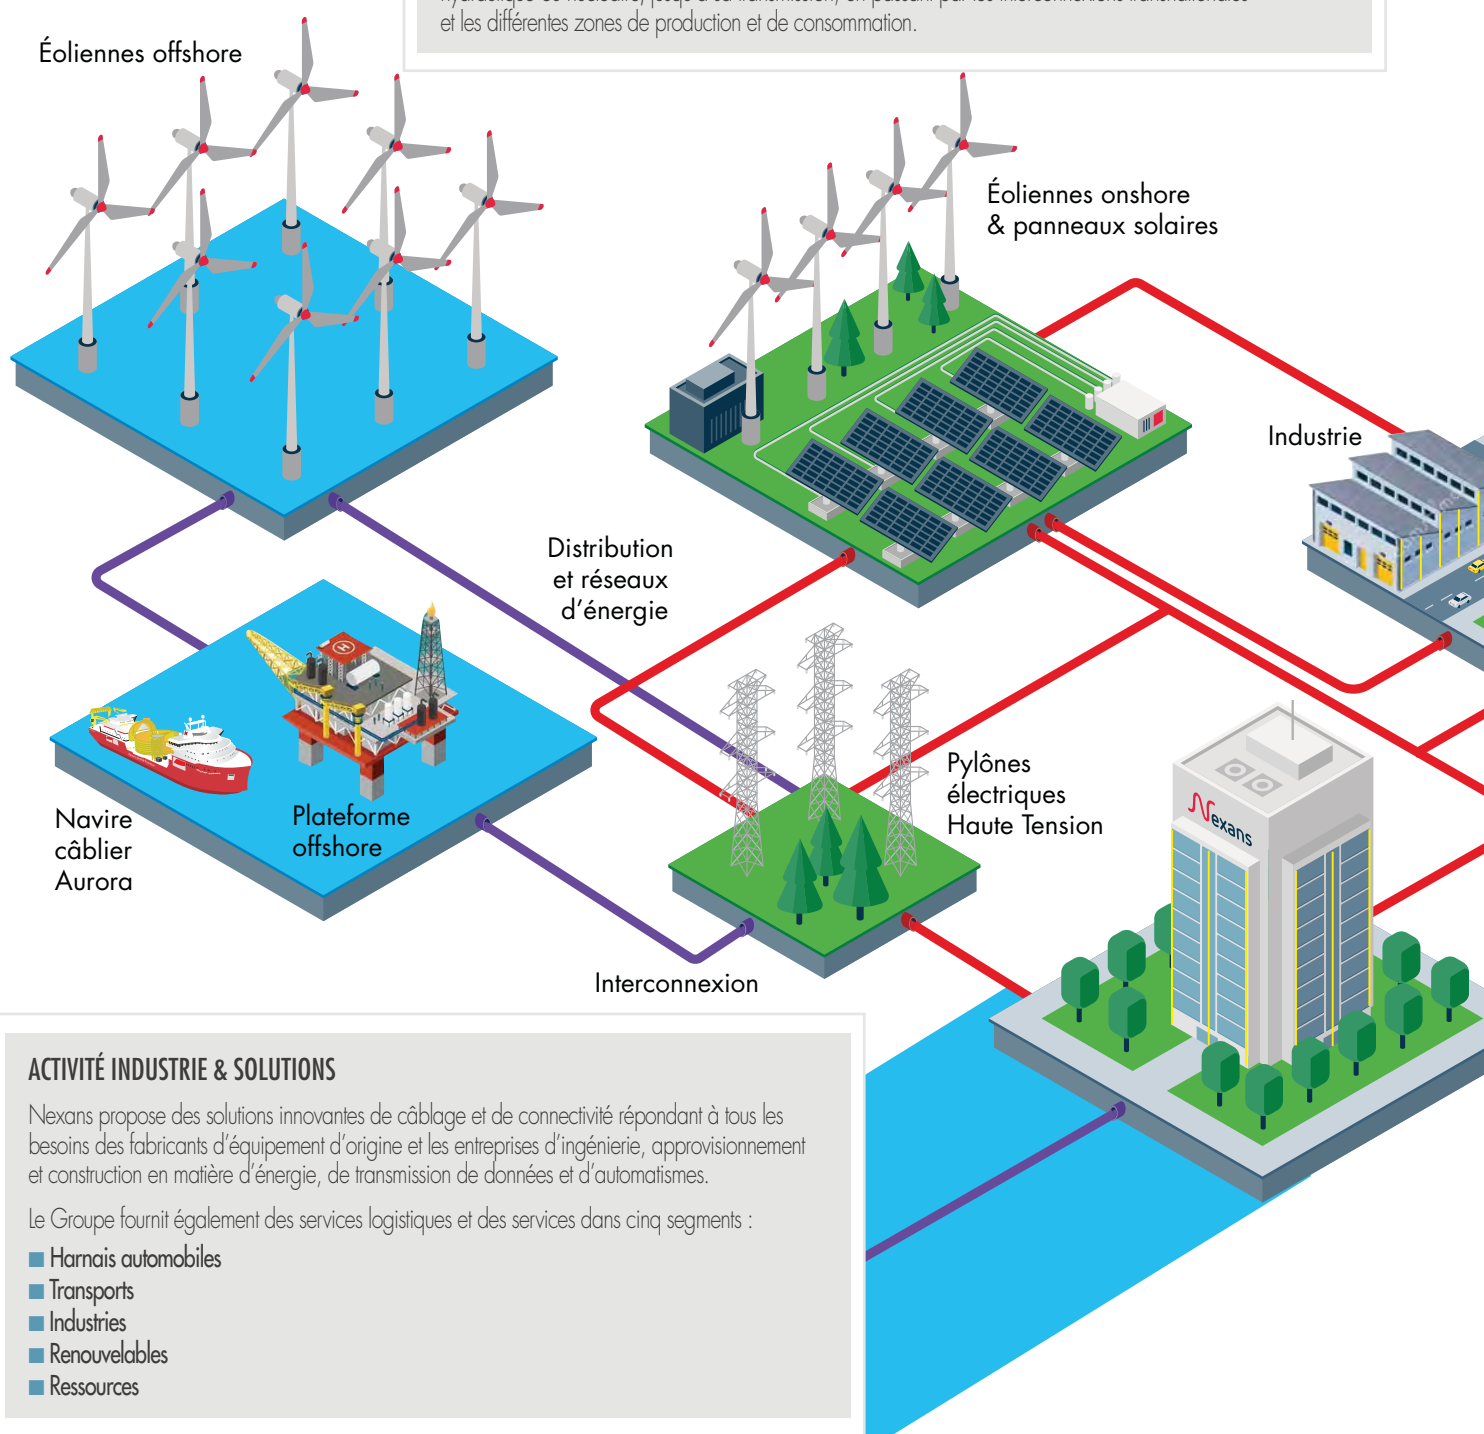 et les différentes zones de production et de consommation.
Éoliennes offshore
Éoliennes onshore
& panneaux solaires
Industrie
Distribution
et réseaux
d'énergie
Pylônes
électriques
Haute Tension
Nexans
Navire
câblier
Aurora
Plateforme
offshore
Interconnexion
ACTIVITÉ INDUSTRIE & SOLUTIONS
Nexans propose des solutions innovantes de câblage et de connectivité répondant à tous les
besoins des fabricants d'équipement d'origine et les entreprises d'ingénierie, approvisionnement
et construction en matière d'énergie, de transmission de données et d'automatismes.
Le Groupe fournit également des services logistiques et des services dans cinq segments :
Harnais automobiles
Transports
Industries
Renouvelables
Ressources